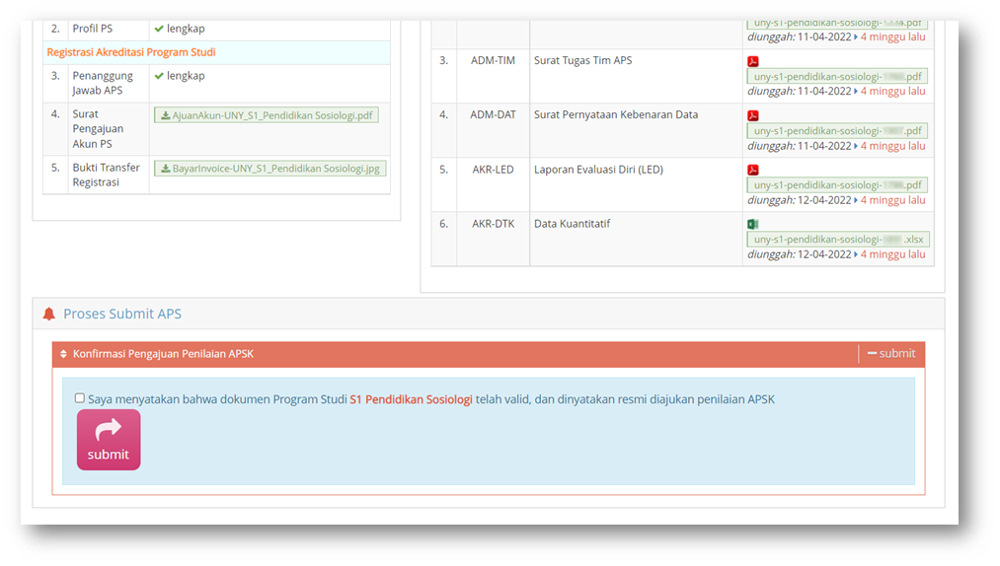 2. Profil PS lengkap
Registrasi Akreditasi Program Studi
3. Penanggung lengkap
Jawab APS
4. Surat AjuanAkun-UNY_S1_Pendidikan Sosiologi.pdf
Pengajuan
Akun PS
5. Bukti Transfer BayarInvoice-UNY_S1_Pendidikan Sosiologi.jpg
Registrasi
uny-s1-pendidikan-sosiologi- .pdf
diunggah: 11-04-2022 4 minggu lalu
3. ADM-TIM Surat Tugas Tim APS
uny-s1-pendidikan-sosiologi- .pdf
diunggah: 11-04-2022 4 minggu lalu
4. ADM-DAT Surat Pernyataan Kebenaran Data
uny-s1-pendidikan-sosiologi- .pdf
diunggah: 11-04-2022 4 minggu lalu
5. AKR-LED Laporan Evaluasi Diri (LED)
uny-s1-pendidikan-sosiologi- .pdf
diunggah: 12-04-2022 4 minggu lalu
6. AKR-DTK Data Kuantitatif
uny-s1-pendidikan-sosiologi- .xlsx
diunggah: 12-04-2022 4 minggu lalu
Proses Submit APS
Konfirmasi Pengajuan Penilaian APSK submit
Saya menyatakan bahwa dokumen Program Studi S1 Pendidikan Sosiologi telah valid, dan dinyatakan resmi diajukan penilaian APSK
submit